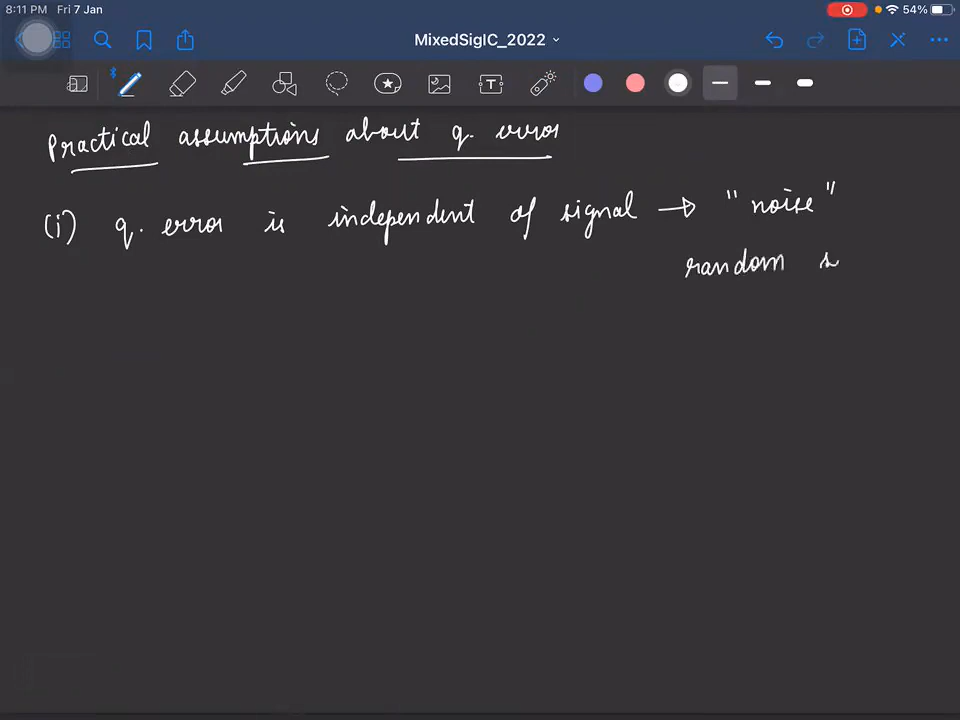 8:11 PM Fri 7 Jan 54%
MixedSigIC_2022
T
Practical assumptions about q. error
(i) q. error is independent of signal → "noise"
random s